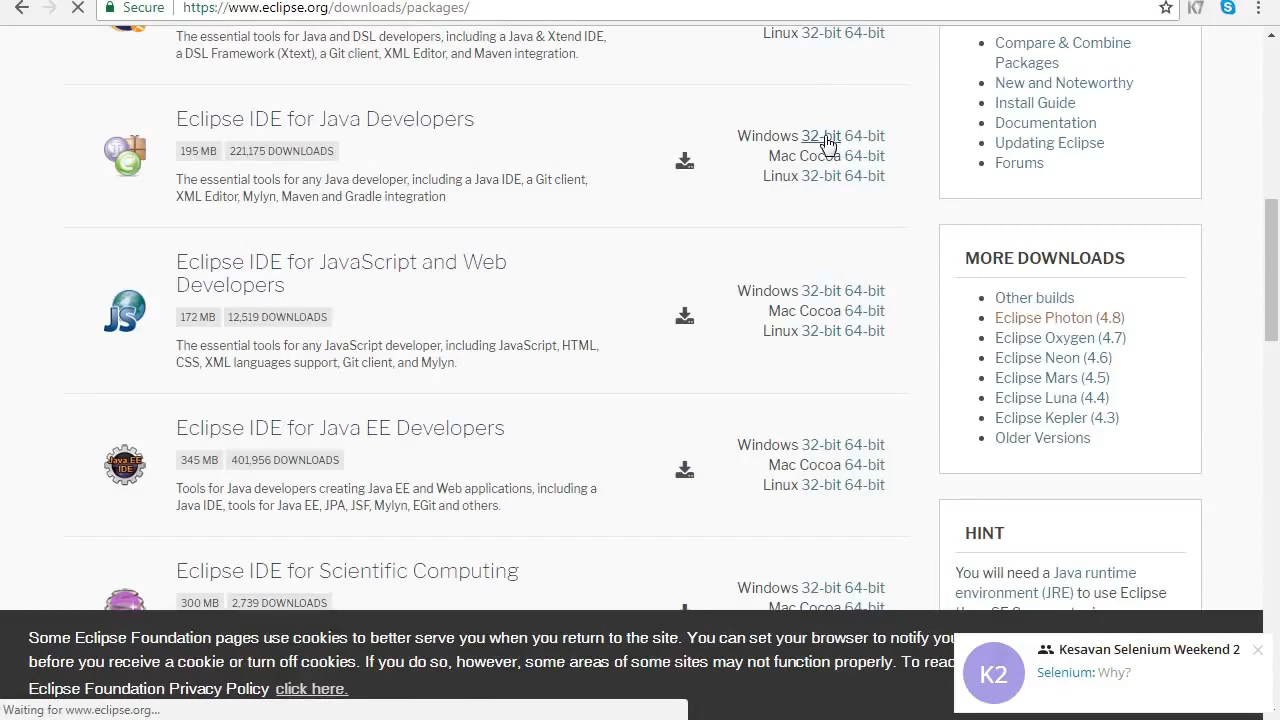 Secure
https://www.eclipse.org/downloads/packages/
The essential tools for Java and DSL developers, including a Java & Xtend IDE,
a DSL Framework (Xtext), a Git client, XML Editor, and Maven integration.
Linux 32-bit 64-bit
Eclipse IDE for Java Developers
195 MB 221,175 DOWNLOADS
The essential tools for any Java developer, including a Java IDE, a Git client,
XML Editor, Mylyn, Maven and Gradle integration
Windows 32-bit 64-bit
Mac Cocoa 64-bit
Linux 32-bit 64-bit
Eclipse IDE for JavaScript and Web
Developers
172 MB 12,519 DOWNLOADS
The essential tools for any JavaScript developer, including JavaScript, HTML,
CSS, XML languages support, Git client, and Mylyn.
Windows 32-bit 64-bit
Mac Cocoa 64-bit
Linux 32-bit 64-bit
Eclipse IDE for Java EE Developers
Java EE
IDE
345 MB 401,956 DOWNLOADS
Tools for Java developers creating Java EE and Web applications, including a
Java IDE, tools for Java EE, JPA, JSF, Mylyn, EGit and others.
Windows 32-bit 64-bit
Mac Cocoa 64-bit
Linux 32-bit 64-bit
Eclipse IDE for Scientific Computing
300 MB 2,739 DOWNLOADS
Windows 32-bit 64-bit
Mac Cocoa 64-bit
Compare & Combine
Packages
New and Noteworthy
Install Guide
Documentation
Updating Eclipse
Forums
MORE DOWNLOADS
Other builds
Eclipse Photon (4.8)
Eclipse Oxygen (4.7)
Eclipse Neon (4.6)
Eclipse Mars (4.5)
Eclipse Luna (4.4)
Eclipse Kepler (4.3)
Older Versions
HINT
You will need a Java runtime
environment (JRE) to use Eclipse
Some Eclipse Foundation pages use cookies to better serve you when you return to the site. You can set your browser to notify you
before you receive a cookie or turn off cookies. If you do so, however, some areas of some sites may not function properly. To read
Eclipse Foundation Privacy Policy click here.
K2
Kesavan Selenium Weekend 2
Selenium: Why?
Waiting for www.eclipse.org...